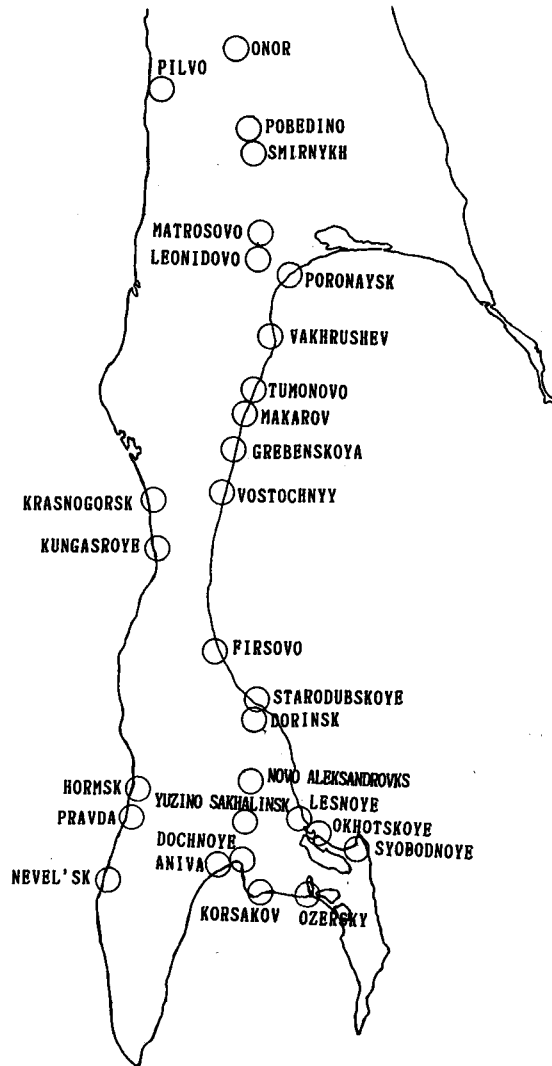 ONOR
PILVO
POBEDINO
SMIRNYKH
MATROSOVO
LEONIDOVO
PORONAYSK
VAKHRUSHEV
TUMONOVO
MAKAROV
GREBENSKOYA
VOSTOCHNYY
KRASNOGORSK
KUNGASROYE
FIRSOVO
STARODUBSKOYE
DORINSK
NOVO ALEKSANDROVKS
HORMSK
YUZINO SAKHALINSK
LESNOYE
PRAVDA
OKHOTSKOYE
DOCHNOYE
SYOBODNOYE
ANIVA
NEVEL'SK
KORSAKOV
OZERSKY